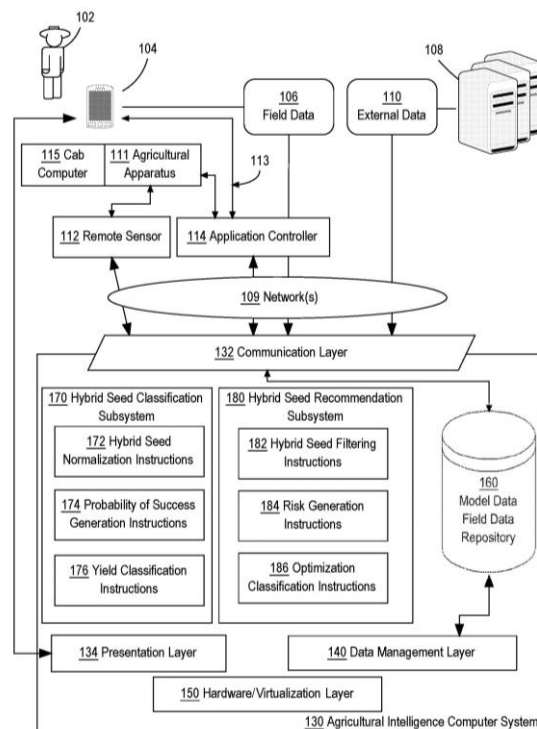 102
104
108
106
Field Data
110
External Data
115 Cab
Computer
111 Agricultural
Apparatus
113
112 Remote Sensor
114 Application Controller
109 Network(s)
132 Communication Layer
170 Hybrid Seed Classification
Subsystem
172 Hybrid Seed
Normalization Instructions
174 Probability of Success
Generation Instructions
176 Yield Classification
Instructions
180 Hybrid Seed Recommendation
Subsystem
182 Hybrid Seed Filtering
Instructions
184 Risk Generation
Instructions
186 Optimization
Classification Instructions
160
Model Data
Field Data
Repository
134 Presentation Layer
140 Data Management Layer
150 Hardware/Virtualization Layer
130 Agricultural Intelligence Computer System